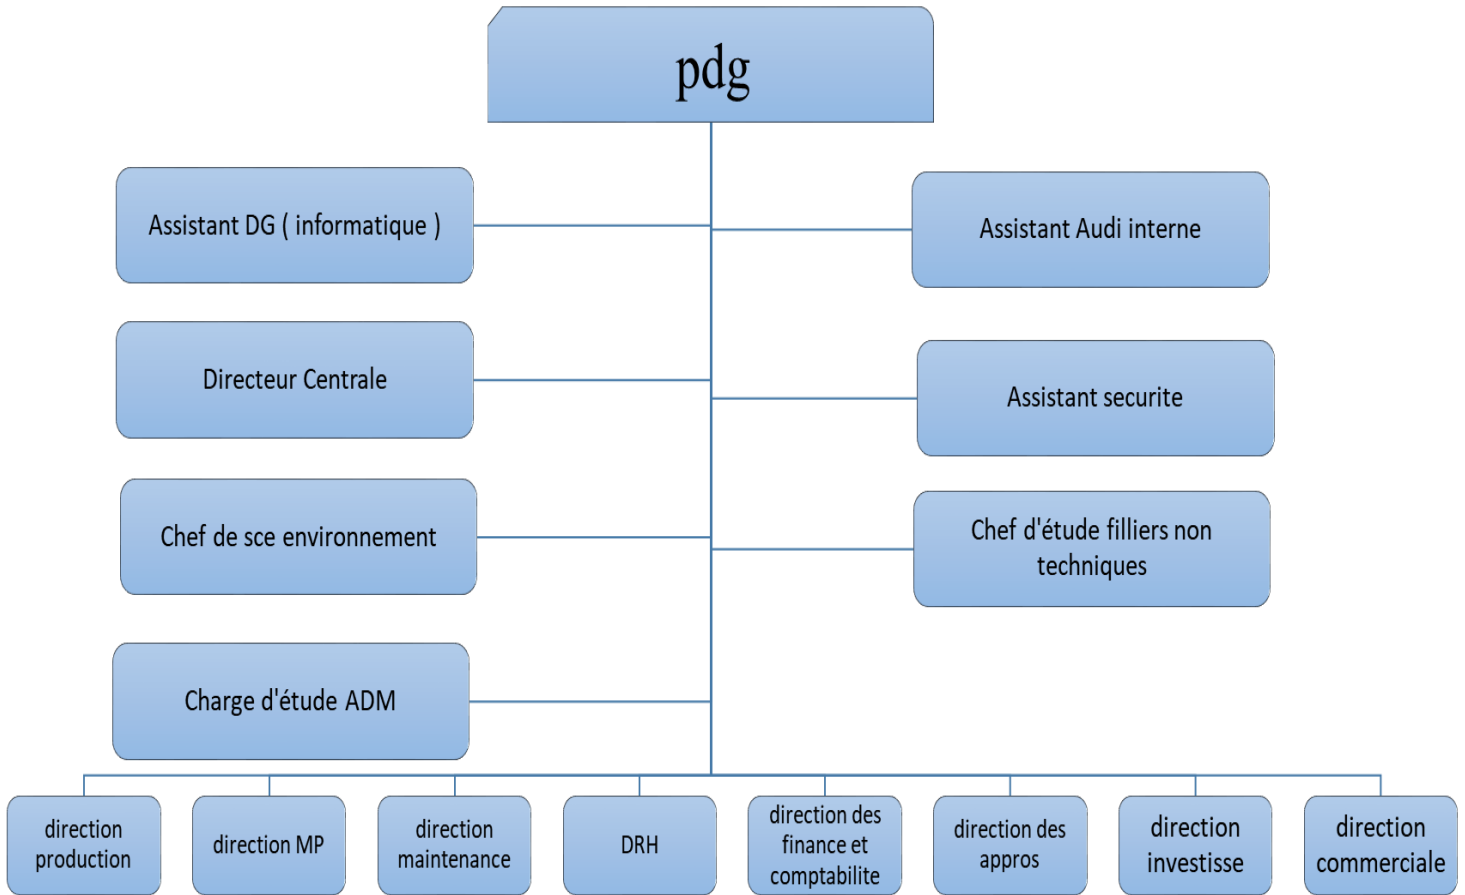 pdg
Assistant DG ( informatique )
Assistant Audi interne
Directeur Centrale
Assistant securite
Chef de sce environnement
Chef d'étude filliers non
techniques
Charge d'étude ADM
direction
production
direction MP
direction
maintenance
DRH
direction des
finance et
comptabilite
direction des
appros
direction
investisse
direction
commerciale